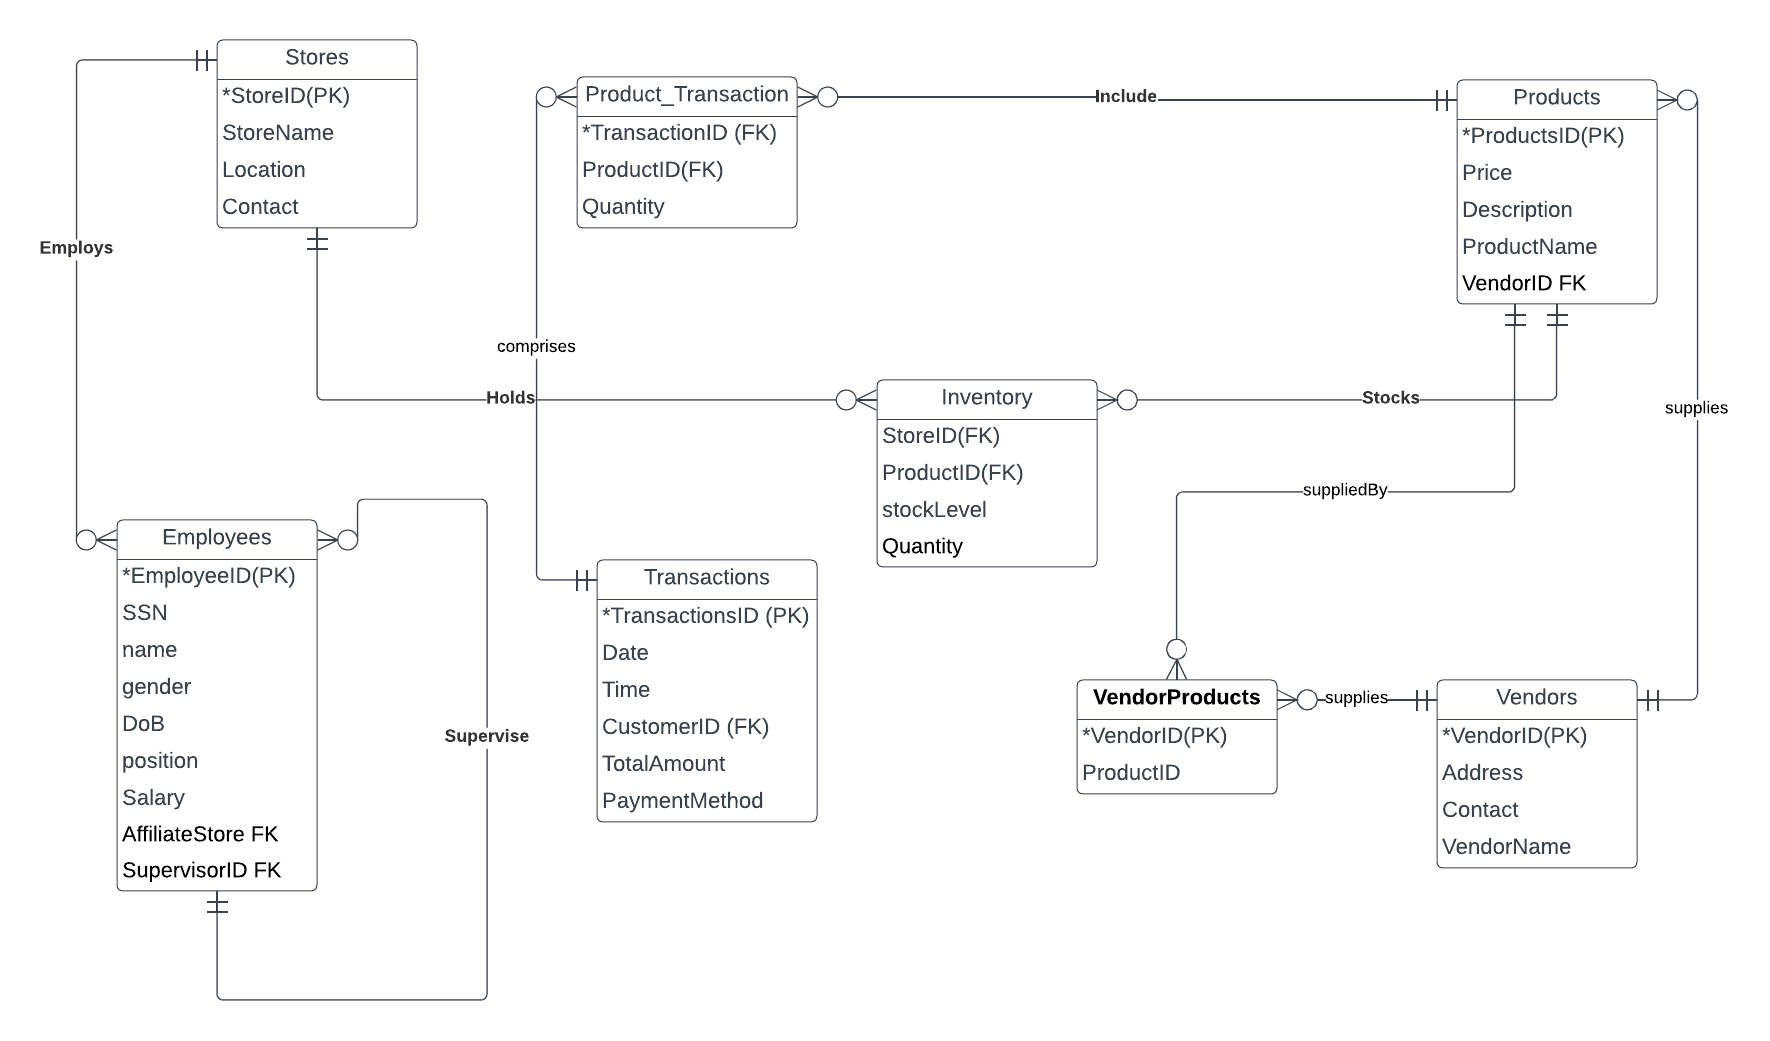 Stores
*StoreID(PK)
StoreName
Location
Contact
Product_Transaction
*TransactionID (FK)
ProductID(FK)
Quantity
Include
Products
*ProductsID(PK)
Price
Description
ProductName
VendorID FK
Employs
comprises
Holds
Inventory
StoreID(FK)
ProductID(FK)
stockLevel
Quantity
Stocks
supplies
suppliedBy
Employees
*EmployeeID(PK)
SSN
name
gender
DoB
position
Salary
AffiliateStore FK
SupervisorID FK
Supervise
Transactions
*TransactionsID (PK)
Date
Time
CustomerID (FK)
TotalAmount
PaymentMethod
VendorProducts
*VendorID(PK)
ProductID
supplies
Vendors
*VendorID(PK)
Address
Contact
VendorName